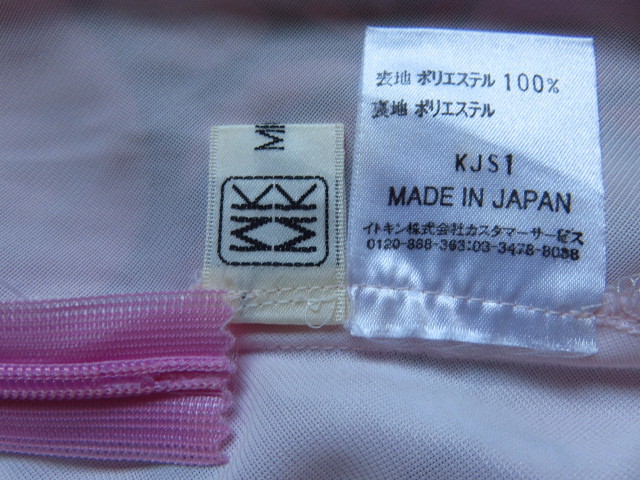 MK
MK
表地 ポリエステル 100%
裏地 ポリエステル
KJS1
MADE IN JAPAN
イトキン株式会社カスタマーサービス
0120-888-363:03-3478-8088